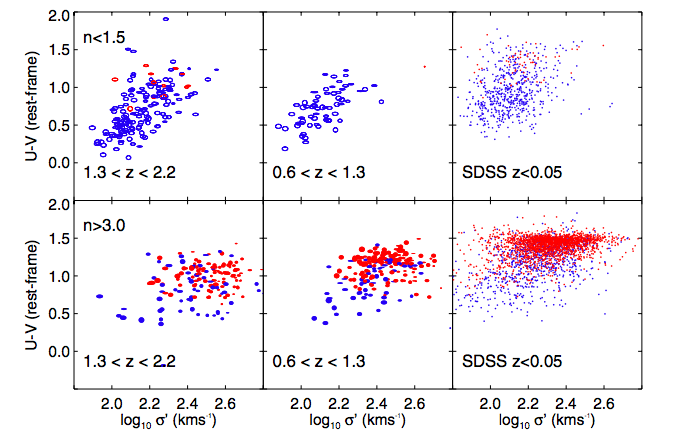 2.0
n<1.5
1.5
1.0
0.5
0.0
U-V (rest-frame)
1.3 < z < 2.2
0.6 < z < 1.3
SDSS z<0.05
2.0
n>3.0
1.5
1.0
0.5
0.0
U-V (rest-frame)
1.3 < z < 2.2
0.6 < z < 1.3
SDSS z<0.05
2.0 2.2 2.4 2.6
2.0 2.2 2.4 2.6
2.0 2.2 2.4 2.6
log₁₀ σ' (kms⁻¹)
log₁₀ σ' (kms⁻¹)
log₁₀ σ' (kms⁻¹)